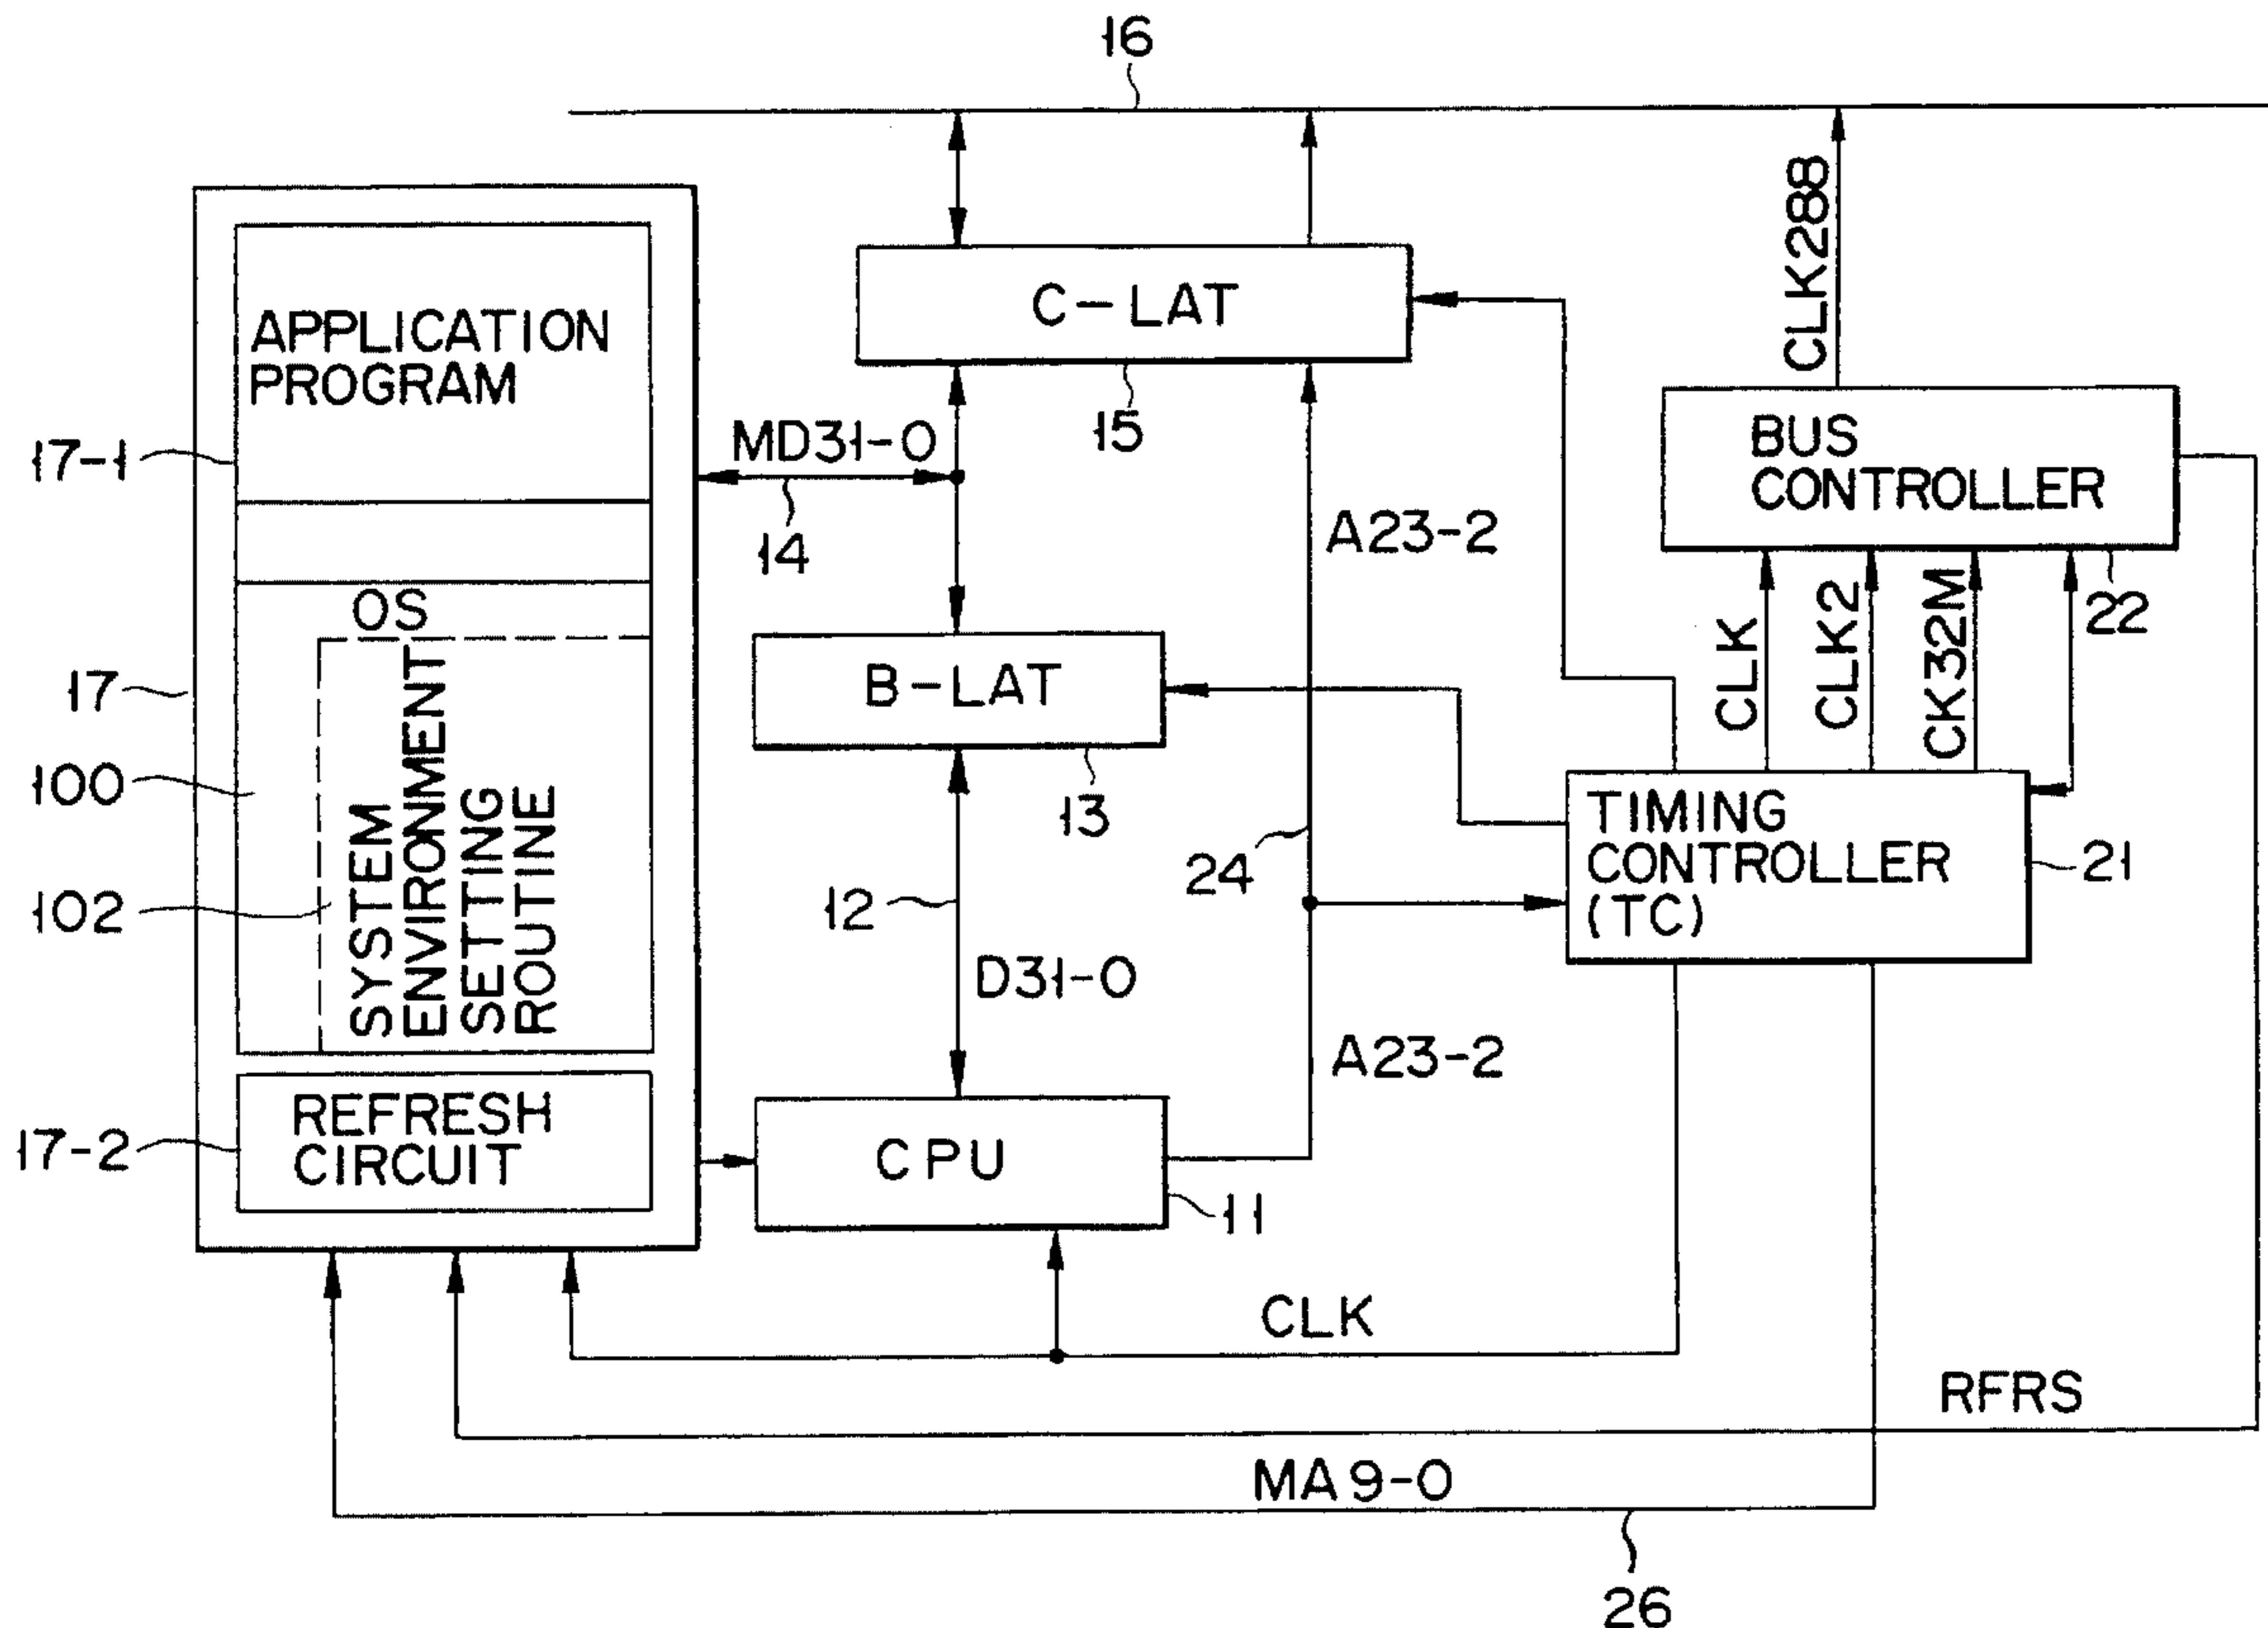 16
CLK288
APPLICATION
PROGRAM
C-LAT
15
17-1
MD31-0
14
A23-2
BUS
CONTROLLER
22
OS
CLK
CLK2
CK32M
17
B-LAT
13
100
102
SYSTEM
ENVIRONMENT
SETTING
ROUTINE
12
24
D31-0
TIMING
CONTROLLER
(TC)
21
A23-2
17-2
REFRESH
CIRCUIT
CPU
11
CLK
RFRS
MA9-0
26